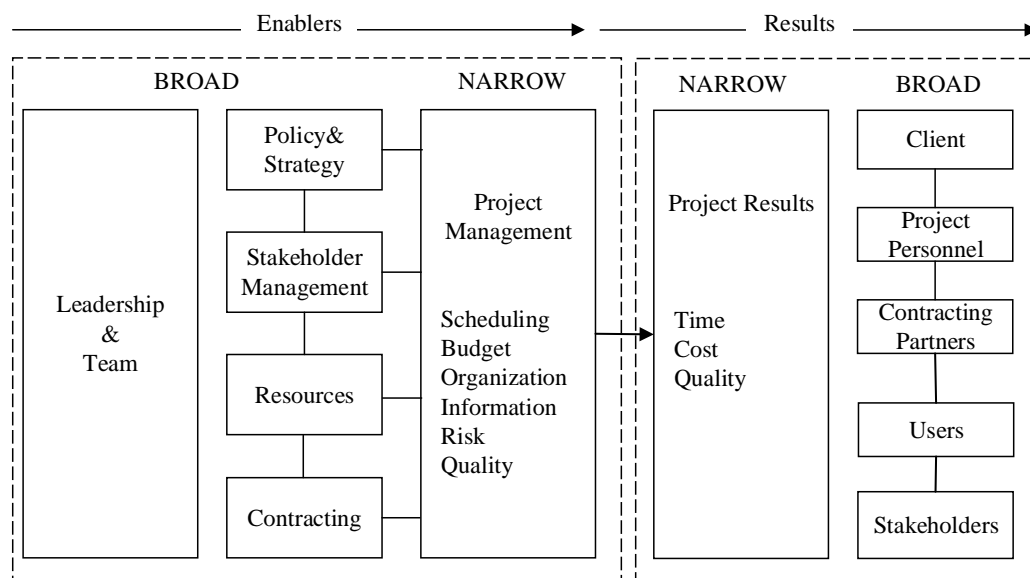 Enablers
Results
BROAD
NARROW
NARROW
BROAD
Leadership
&
Team
Policy&
Strategy
Stakeholder
Management
Resources
Contracting
Project
Management
Scheduling
Budget
Organization
Information
Risk
Quality
Project Results
Time
Cost
Quality
Client
Project
Personnel
Contracting
Partners
Users
Stakeholders